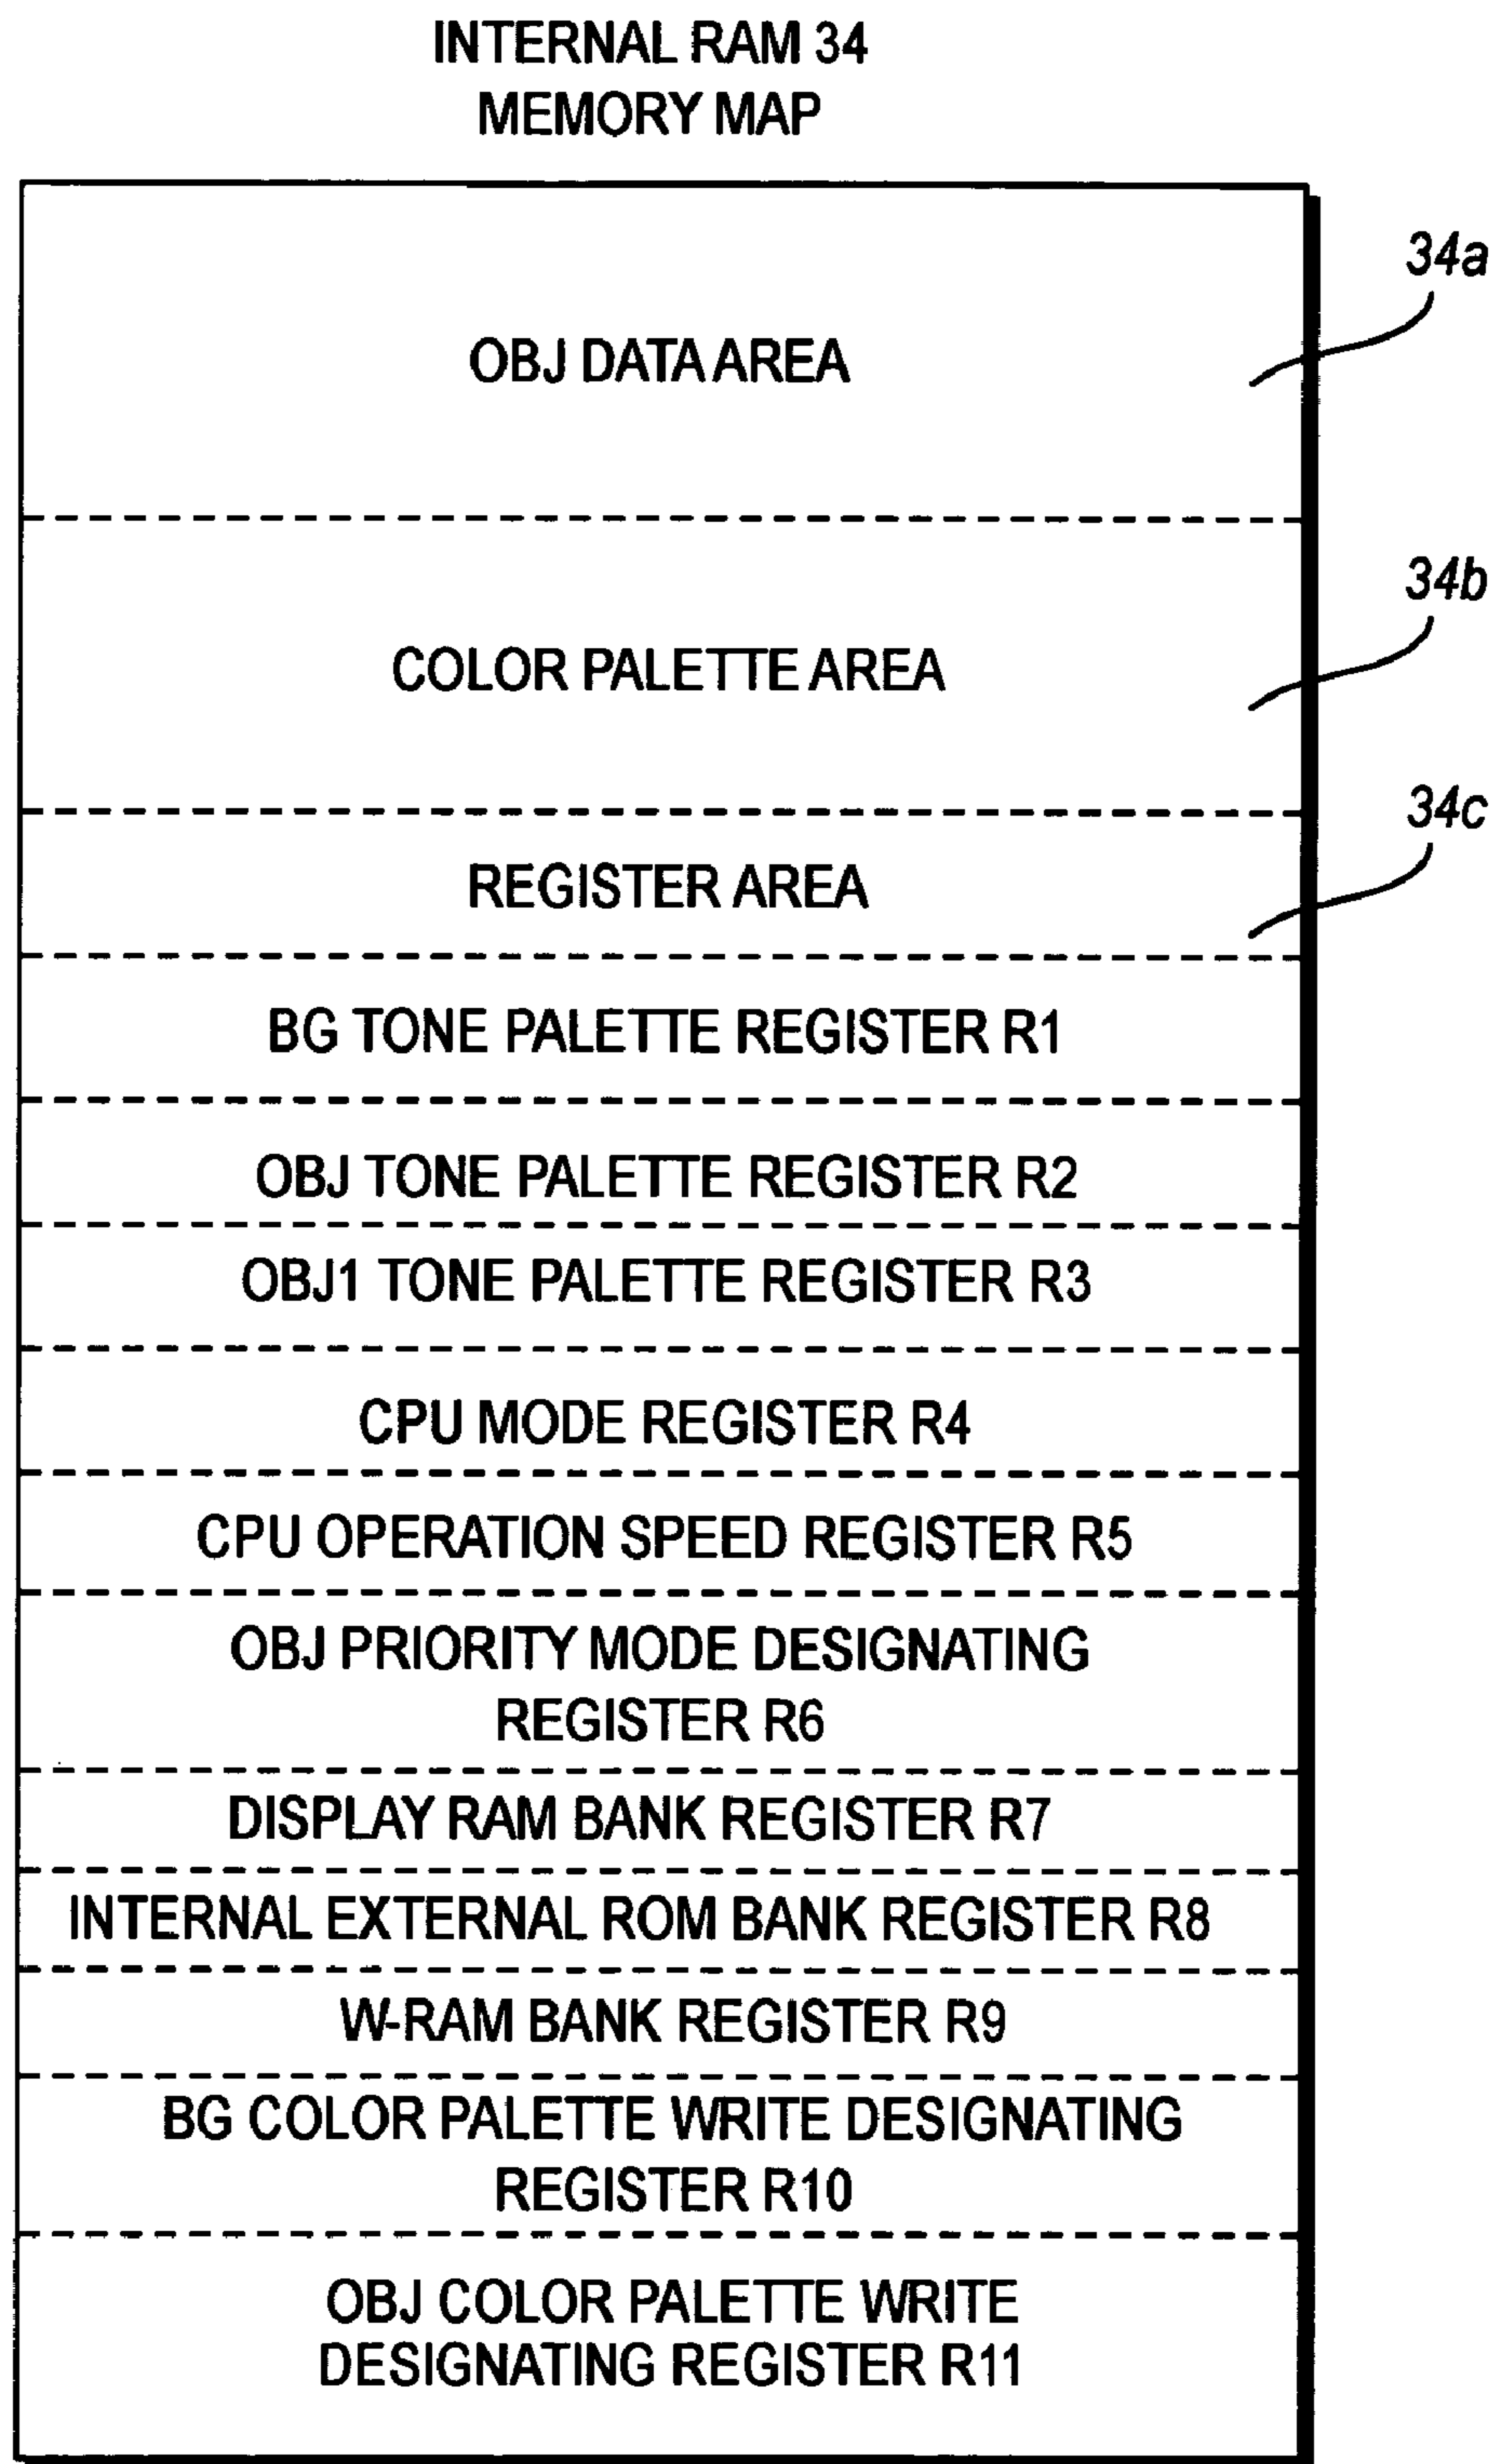 INTERNAL RAM 34
MEMORY MAP
34a
OBJ DATA AREA
34b
COLOR PALETTE AREA
34c
REGISTER AREA
BG TONE PALETTE REGISTER R1
OBJ TONE PALETTE REGISTER R2
OBJ1 TONE PALETTE REGISTER R3
CPU MODE REGISTER R4
CPU OPERATION SPEED REGISTER R5
OBJ PRIORITY MODE DESIGNATING
REGISTER R6
DISPLAY RAM BANK REGISTER R7
INTERNAL EXTERNAL ROM BANK REGISTER R8
W-RAM BANK REGISTER R9
BG COLOR PALETTE WRITE DESIGNATING
REGISTER R10
OBJ COLOR PALETTE WRITE
DESIGNATING REGISTER R11